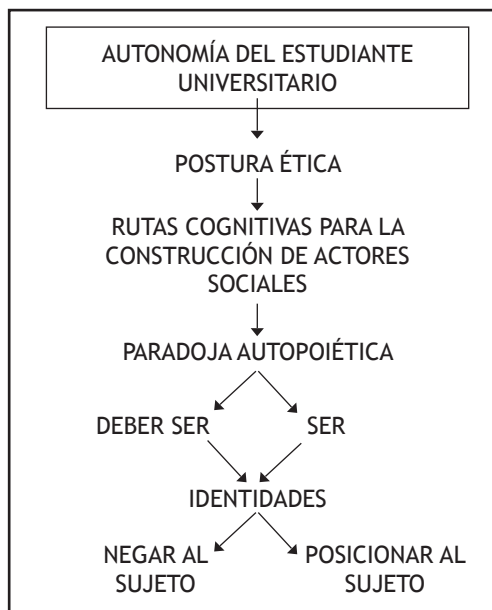 AUTONOMÍA DEL ESTUDIANTE
UNIVERSITARIO
POSTURA ÉTICA
RUTAS COGNITIVAS PARA LA
CONSTRUCCIÓN DE ACTORES
SOCIALES
PARADOJA AUTOPOIÉTICA
DEBER SER
SER
IDENTIDADES
NEGAR AL
SUJETO
POSICIONAR AL
SUJETO